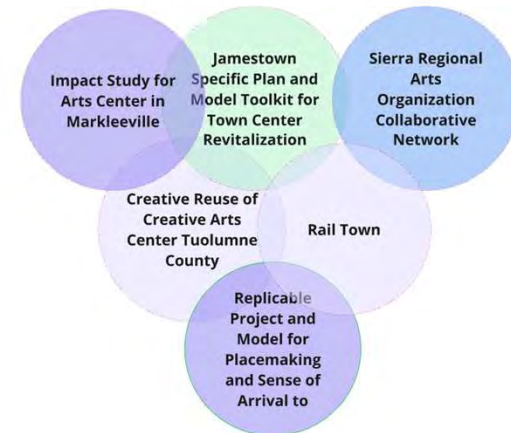 Impact Study for
Arts Center in
Markleeville
Jamestown
Specific Plan and
Model Toolkit for
Town Center
Revitalization
Sierra Regional
Arts
Organization
Collaborative
Network
Creative Reuse of
Creative Arts
Center Tuolumne
County
Rail Town
Replicable
Project and
Model for
Placemaking
and Sense of
Arrival to